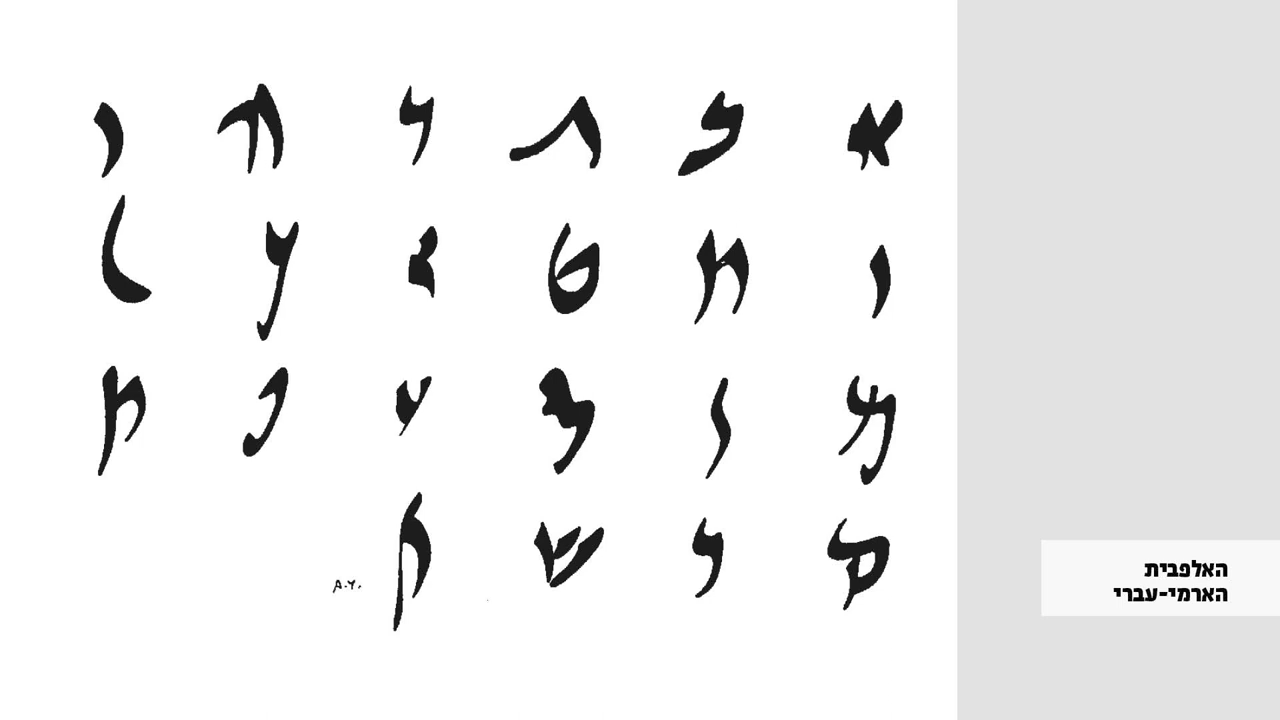 א ב ג ד ה ו
ז ח ט י כ ל
מ נ ס ע פ צ
ק ר ש ת
A.Y.
האלפבית
הארמי-עברי